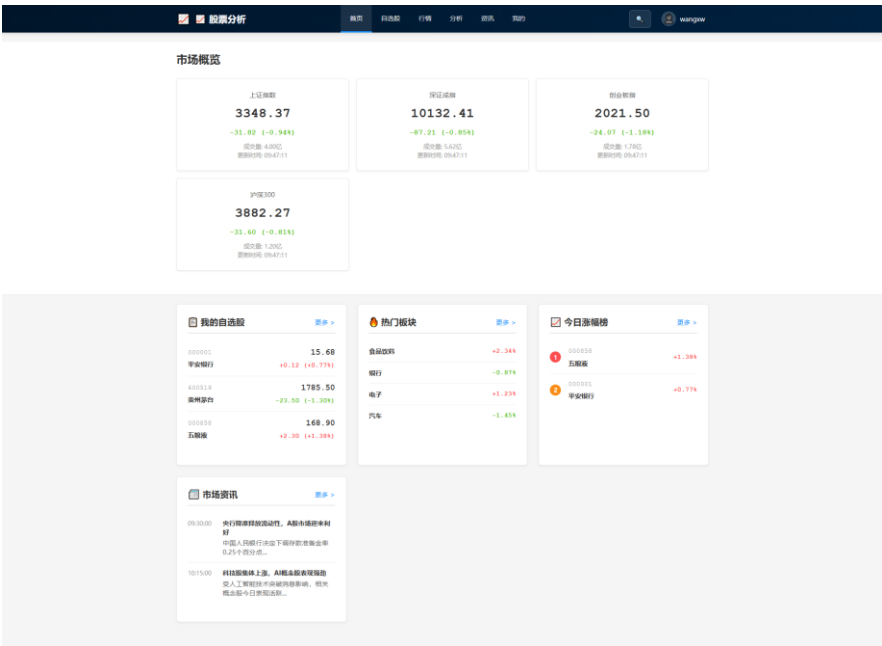 股票分析
首页 自选股 行情 分析 资讯 我的
wangxw
市场概览
上证指数
3348.37
-31.82 (-0.94%)
成交量: 4.00亿
更新时间: 09:47:11
深证成指
10132.41
-87.21 (-0.85%)
成交量: 5.62亿
更新时间: 09:47:11
创业板指
2021.50
-24.07 (-1.18%)
成交量: 1.78亿
更新时间: 09:47:11
沪深300
3882.27
-31.60 (-0.81%)
成交量: 1.20亿
更新时间: 09:47:11
我的自选股 更多 >
000001 15.68
平安银行 +0.12 (+0.77%)
600519 1785.50
贵州茅台 -23.50 (-1.30%)
000858 168.90
五粮液 +2.30 (+1.38%)
热门板块 更多 >
食品饮料 +2.34%
银行 -0.87%
电子 +1.23%
汽车 -1.45%
今日涨幅榜 更多 >
1 000858
五粮液 +1.38%
2 000001
平安银行 +0.77%
市场资讯 更多 >
09:30:00 央行降准释放流动性，A股市场迎来利
好
中国人民银行决定下调存款准备金率
0.25个百分点...
10:15:00 科技股集体上涨，AI概念股表现强劲
受人工智能技术突破消息影响，相关
概念股今日表现活跃...